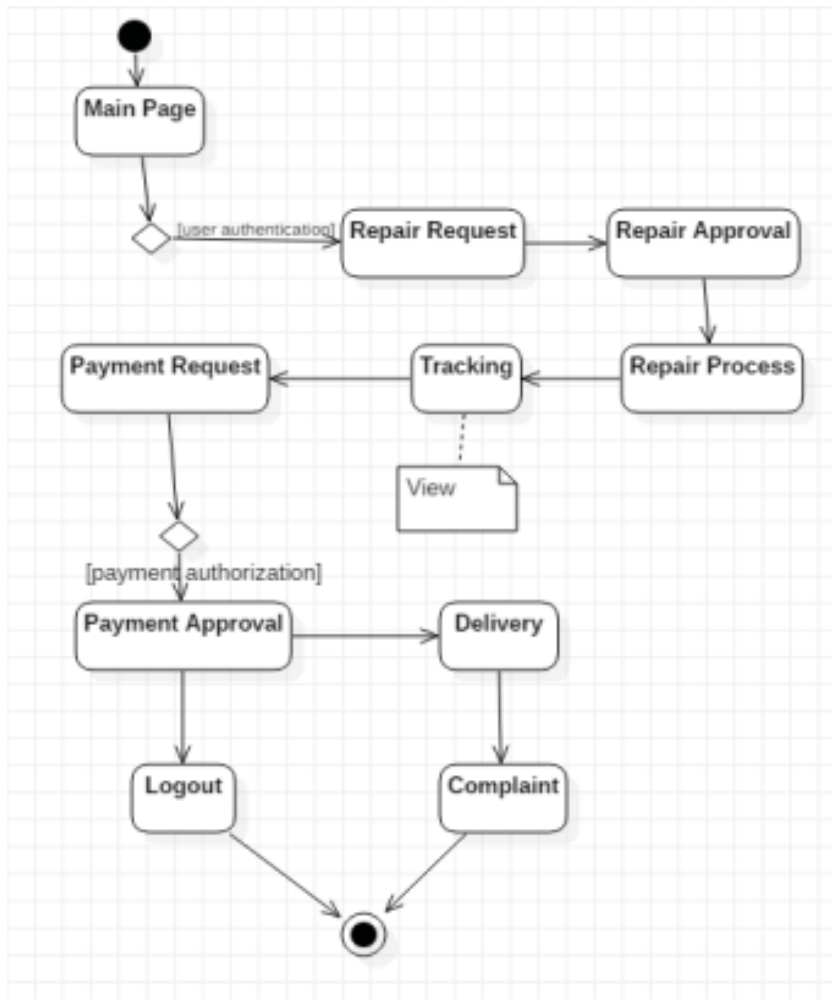 Main Page
[user authentication]
Repair Request
Repair Approval
Payment Request
Tracking
Repair Process
View
[payment authorization]
Payment Approval
Delivery
Logout
Complaint